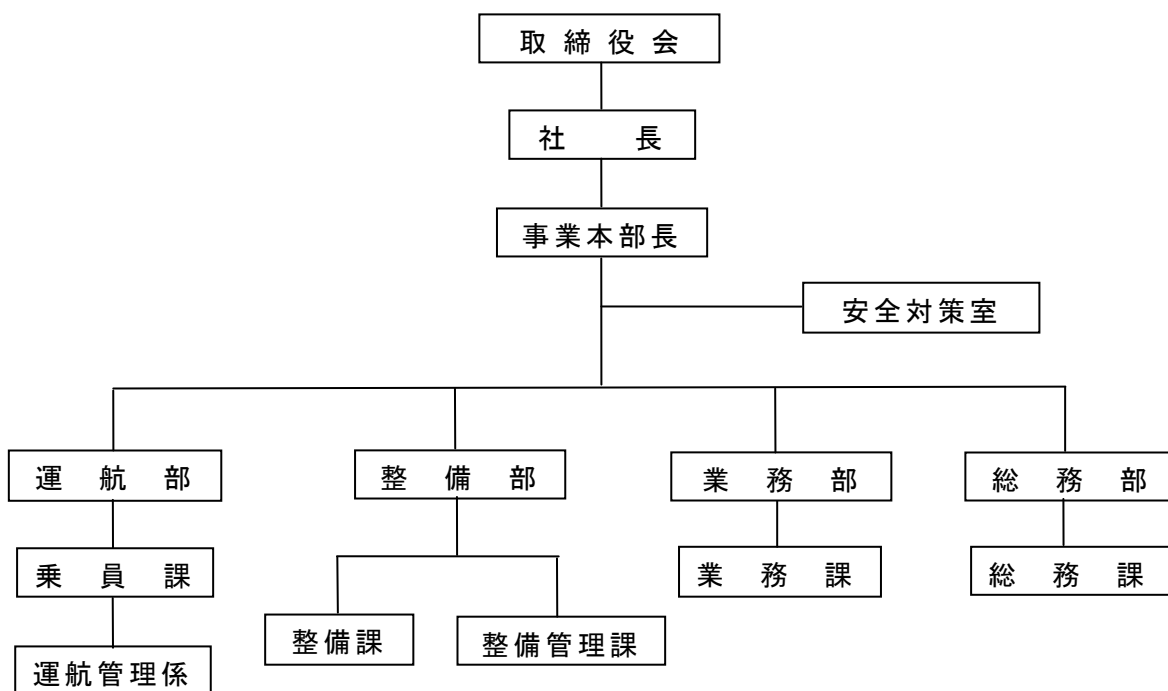 取締役会
社長
事業本部長
安全対策室
運航部
整備部
業務部
総務部
乗員課
業務課
総務課
整備課
整備管理課
運航管理係